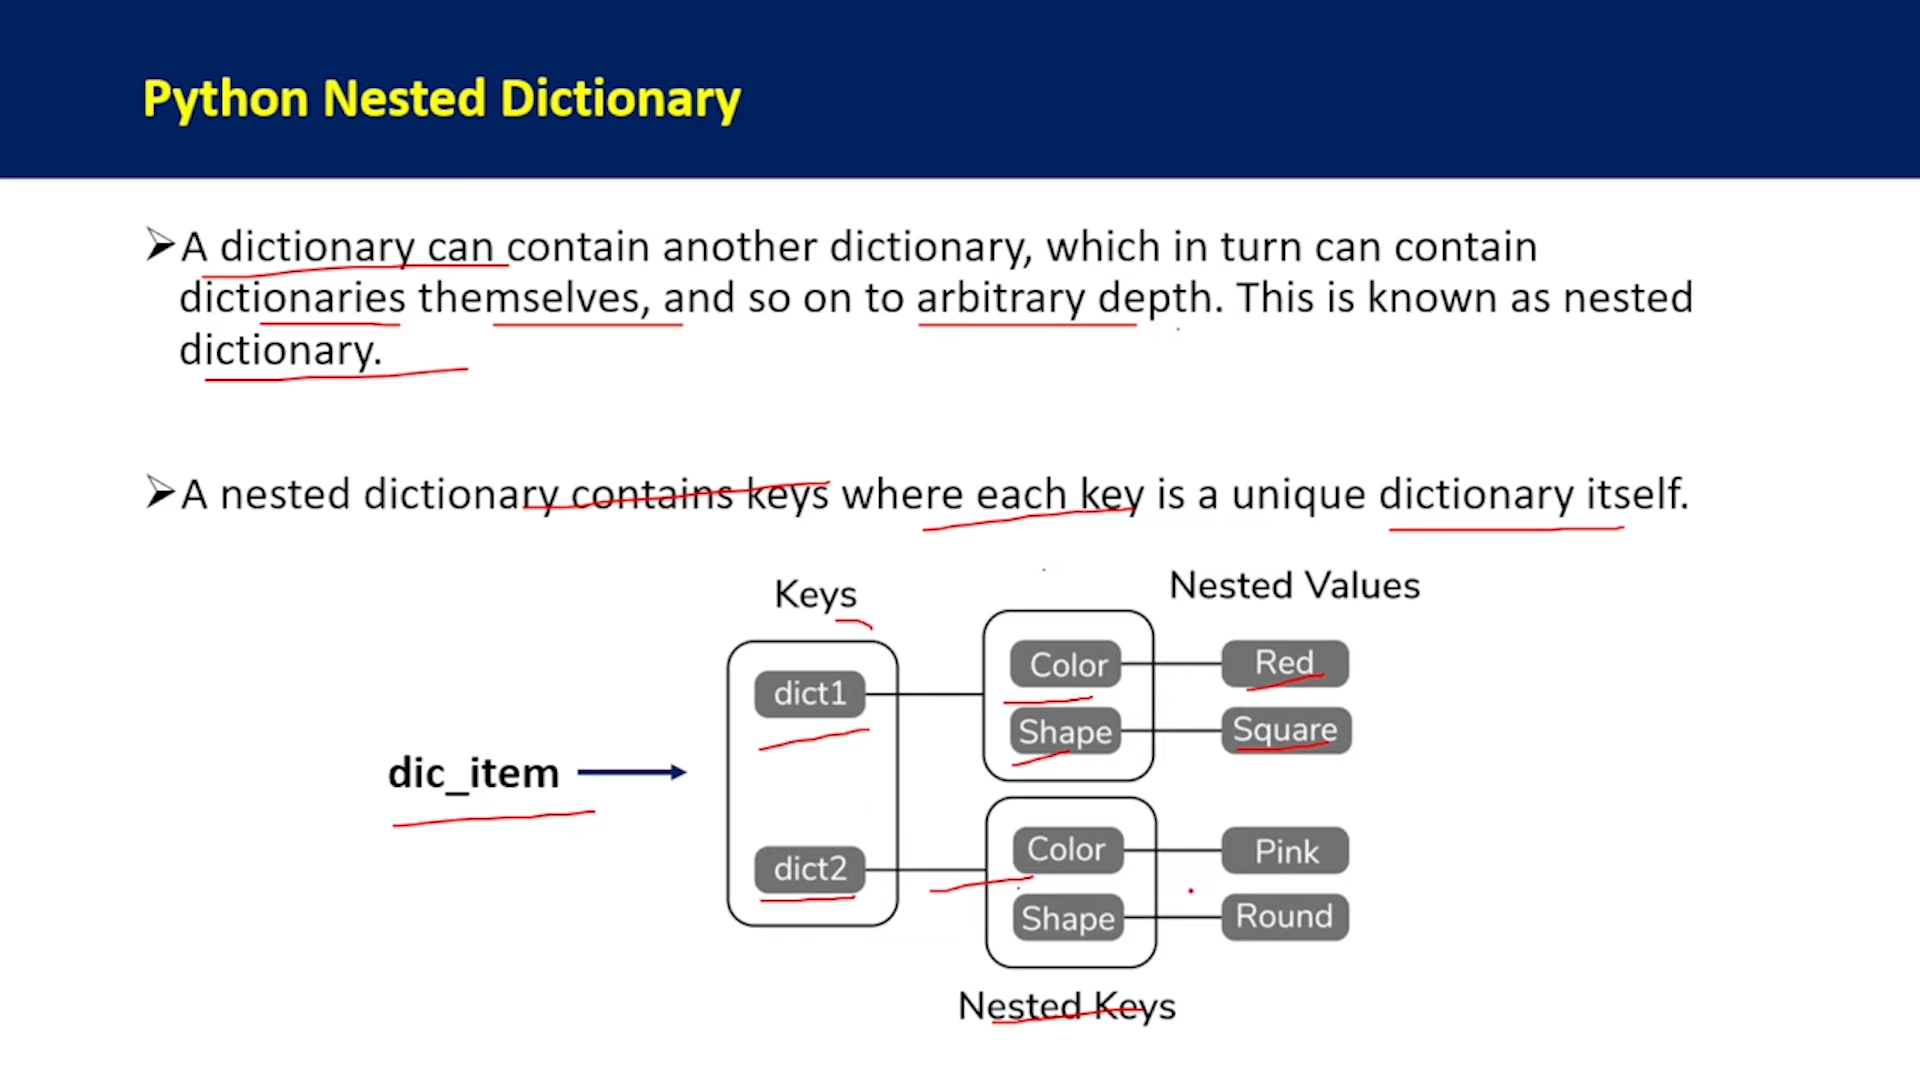 Python Nested Dictionary
A dictionary can contain another dictionary, which in turn can contain
dictionaries themselves, and so on to arbitrary depth. This is known as nested
dictionary.
A nested dictionary contains keys where each key is a unique dictionary itself.
Keys
Nested Values
dict1
Color
Red
Shape
Square
dic_item
dict2
Color
Pink
Shape
Round
Nested Keys